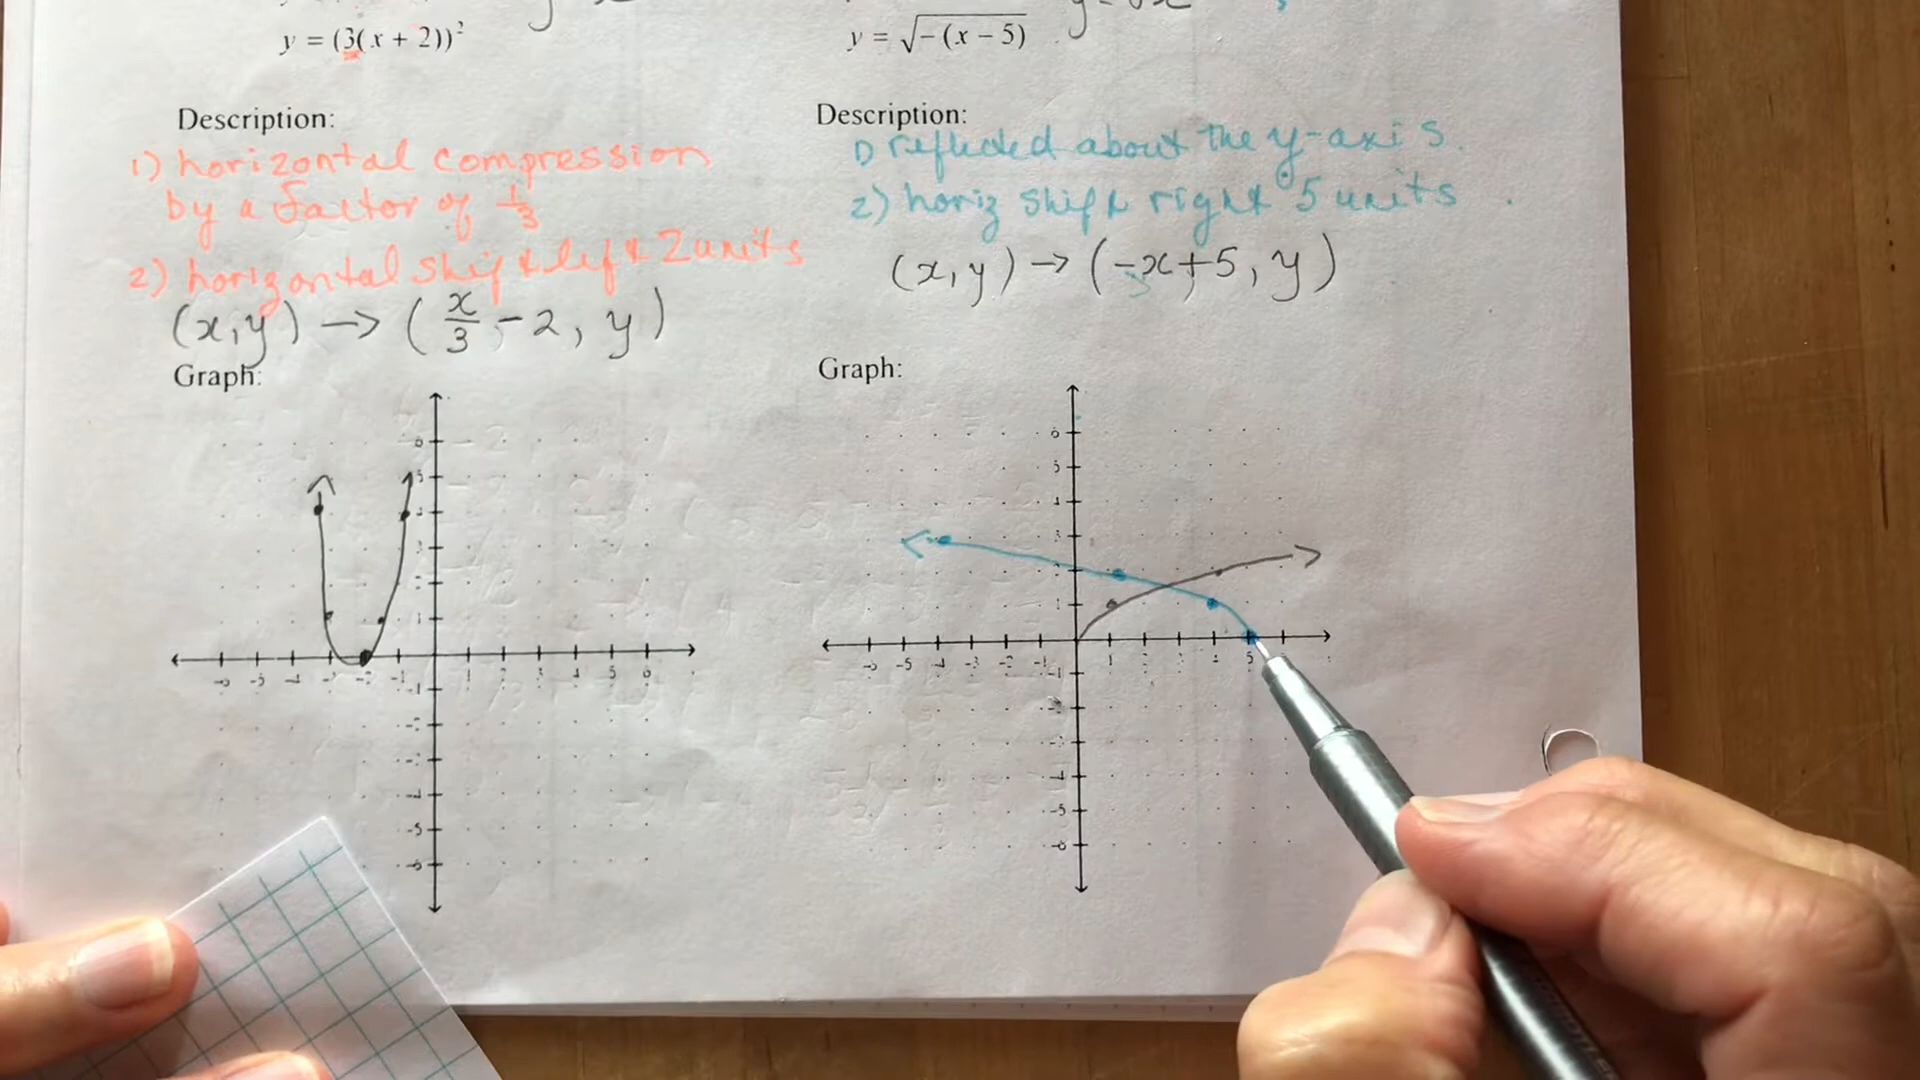 y = (3(x + 2))²
Description:
1) horizontal compression
by a factor of 1/3
2) horizontal shift left 2 units
(x,y) → (x/3 - 2, y)
Graph:
y = √-(x - 5)
Description:
1) reflected about the y-axis.
2) horiz shift right 5 units
(x,y) → (-x+5, y)
Graph: